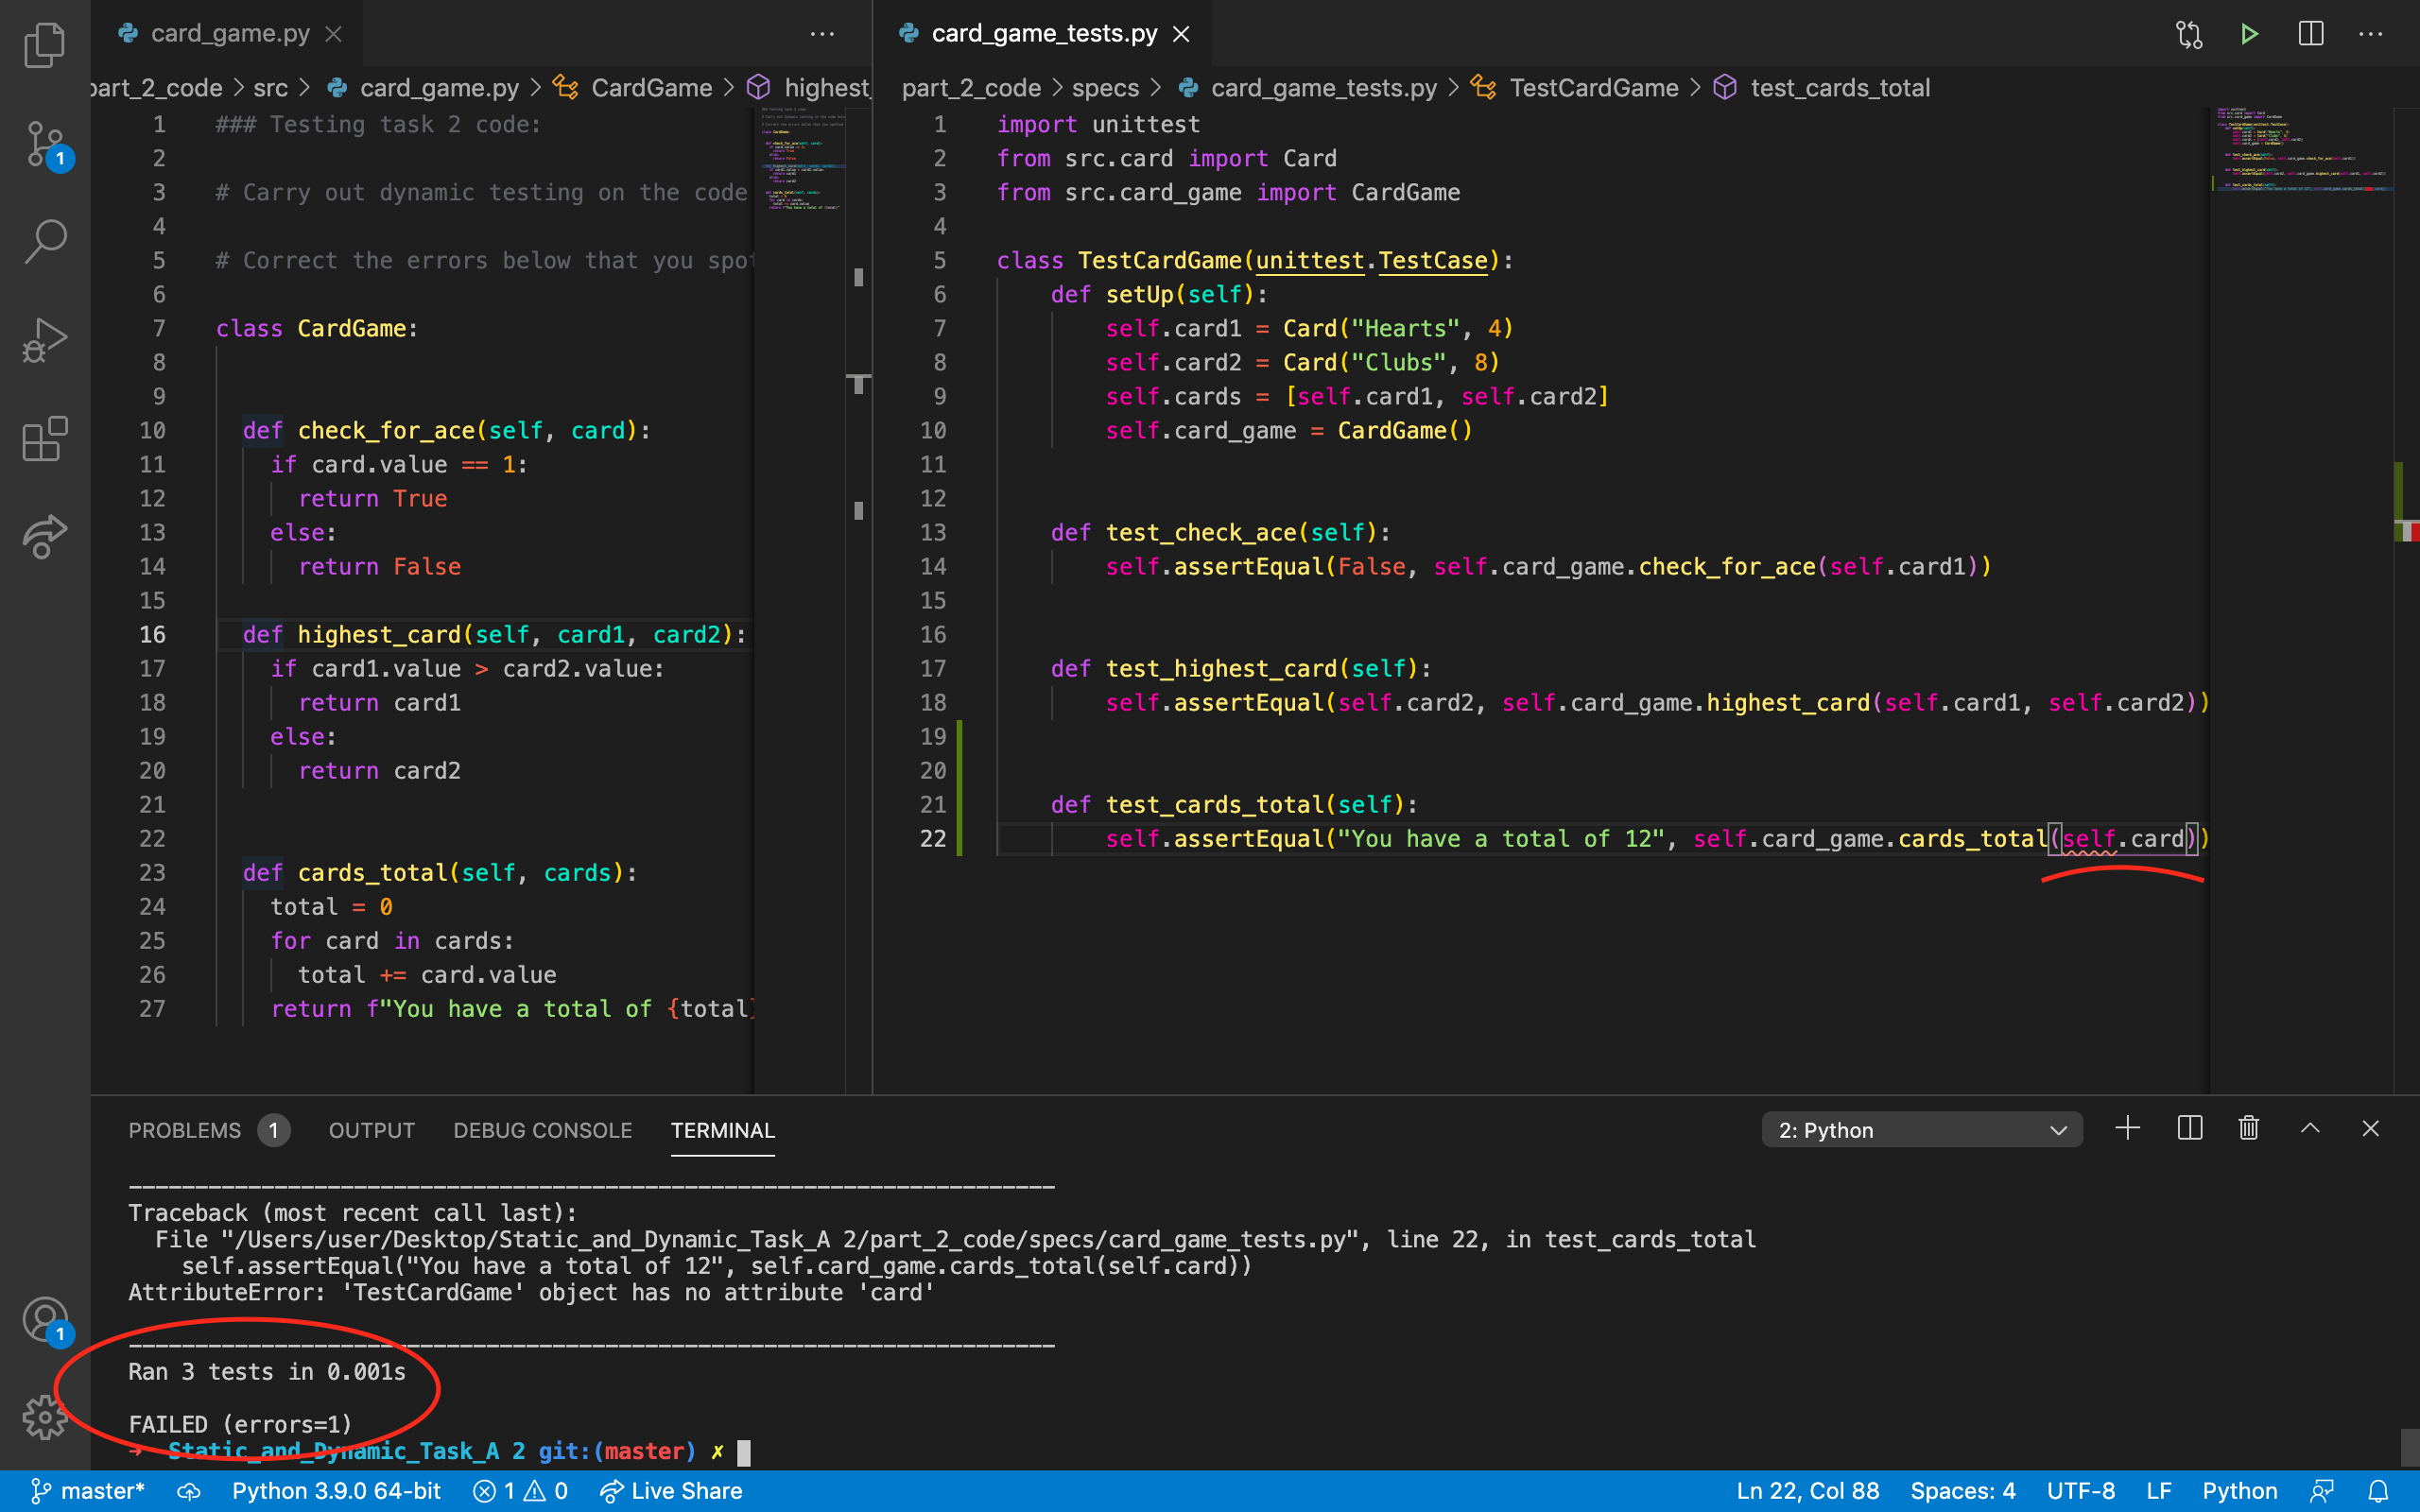 card_game.py
card_game_tests.py
part_2_code > src > card_game.py > CardGame > highest_
part_2_code > specs > card_game_tests.py > TestCardGame > test_cards_total
1
1 ### Testing task 2 code:
2
3 # Carry out dynamic testing on the code
4
5 # Correct the errors below that you spot
6
7 class CardGame:
8
9
10 def check_for_ace(self, card):
11 if card.value == 1:
12 return True
13 else:
14 return False
15
16 def highest_card(self, card1, card2):
17 if card1.value > card2.value:
18 return card1
19 else:
20 return card2
21
22
23 def cards_total(self, cards):
24 total = 0
25 for card in cards:
26 total += card.value
27 return f"You have a total of {total}
1 import unittest
2 from src.card import Card
3 from src.card_game import CardGame
4
5 class TestCardGame(unittest.TestCase):
6 def setUp(self):
7 self.card1 = Card("Hearts", 4)
8 self.card2 = Card("Clubs", 8)
9 self.cards = [self.card1, self.card2]
10 self.card_game = CardGame()
11
12
13 def test_check_ace(self):
14 self.assertEqual(False, self.card_game.check_for_ace(self.card1))
15
16
17 def test_highest_card(self):
18 self.assertEqual(self.card2, self.card_game.highest_card(self.card1, self.card2))
19
20
21 def test_cards_total(self):
22 self.assertEqual("You have a total of 12", self.card_game.cards_total(self.card))
PROBLEMS 1 OUTPUT DEBUG CONSOLE TERMINAL
2: Python
----------------------------------------------------------------------
Traceback (most recent call last):
File "/Users/user/Desktop/Static_and_Dynamic_Task_A 2/part_2_code/specs/card_game_tests.py", line 22, in test_cards_total
self.assertEqual("You have a total of 12", self.card_game.cards_total(self.card))
AttributeError: 'TestCardGame' object has no attribute 'card'
----------------------------------------------------------------------
Ran 3 tests in 0.001s
FAILED (errors=1)
1
→ Static_and_Dynamic_Task_A 2 git:(master) ✗
master* Python 3.9.0 64-bit 1 0 Live Share Ln 22, Col 88 Spaces: 4 UTF-8 LF Python